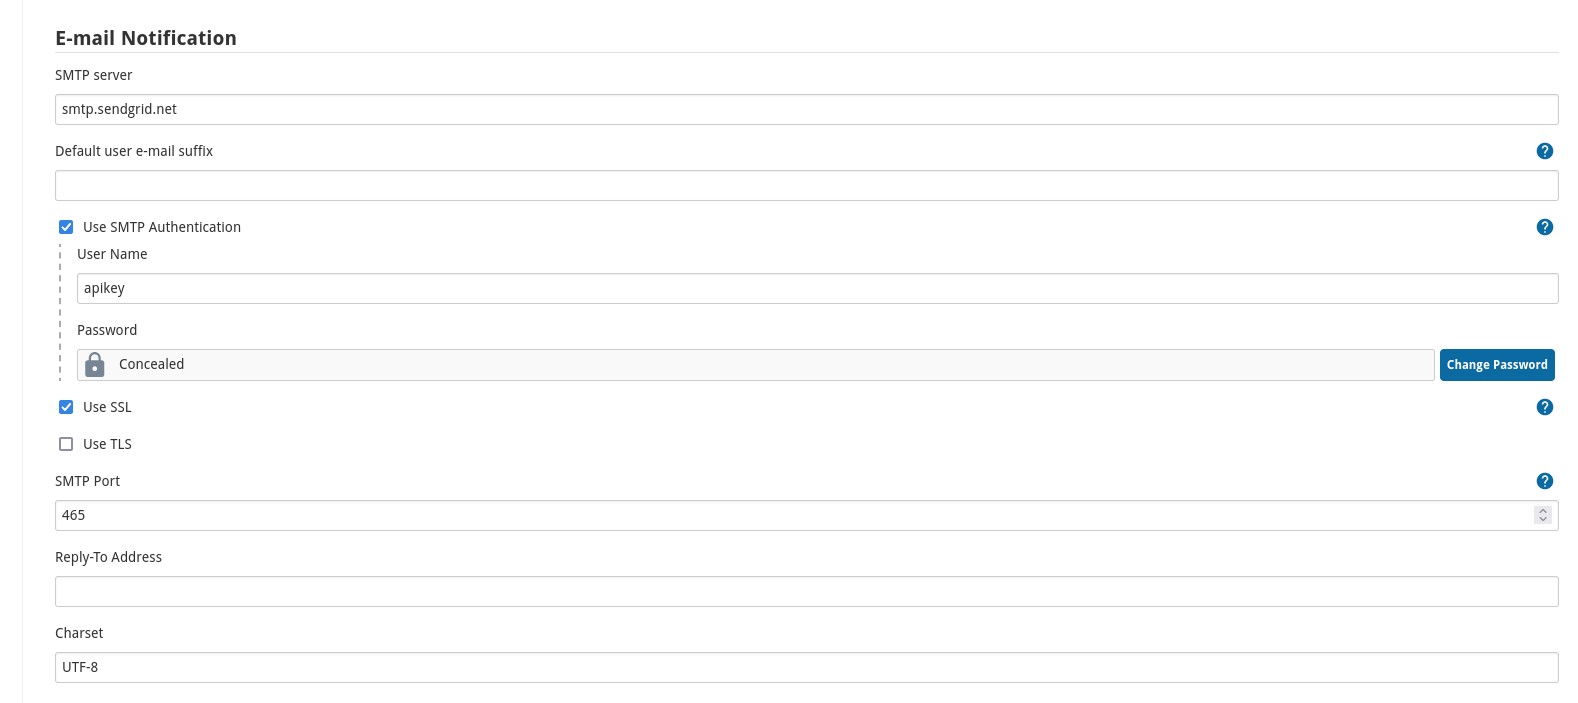 E-mail Notification
SMTP server
smtp.sendgrid.net
Default user e-mail suffix
?
Use SMTP Authentication
?
User Name
apikey
Password
Concealed
Change Password
Use SSL
?
Use TLS
SMTP Port
?
465
Reply-To Address
Charset
UTF-8